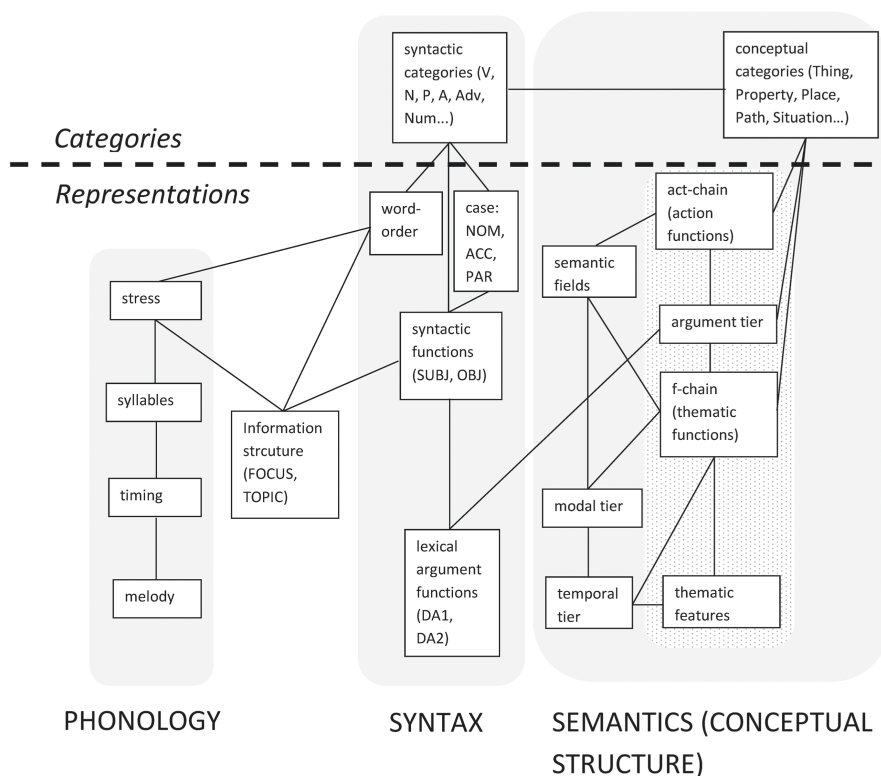 syntactic
categories (V,
N, P, A, Adv,
Num...)
conceptual
categories (Thing,
Property, Place,
Path, Situation…)
Categories
Representations
word-
order
case:
NOM,
ACC,
PAR
act-chain
(action
functions)
semantic
fields
stress
argument tier
syntactic
functions
(SUBJ, OBJ)
f-chain
(thematic
functions)
syllables
Information
strcuture
(FOCUS,
TOPIC)
timing
modal tier
lexical
argument
functions
(DA1,
DA2)
melody
temporal
tier
thematic
features
PHONOLOGY
SYNTAX
SEMANTICS (CONCEPTUAL
STRUCTURE)